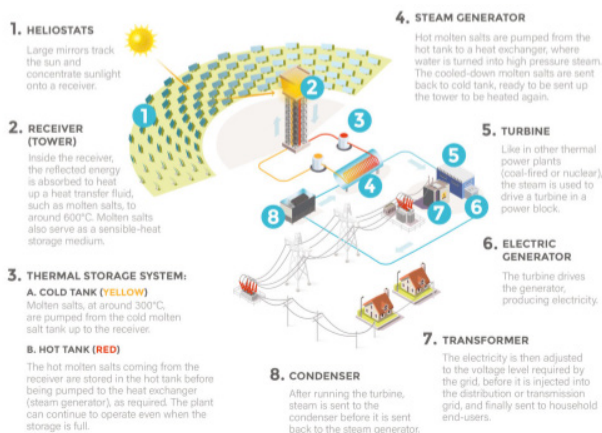 1. HELIOSTATS
Large mirrors track
the sun and
concentrate sunlight
onto a receiver.
2. RECEIVER
(TOWER)
Inside the receiver,
the reflected energy
is absorbed to heat
up a heat transfer fluid,
such as molten salts, to
around 600°C. Molten salts
also serve as a sensible-heat
storage medium.
3. THERMAL STORAGE SYSTEM:
A. COLD TANK (YELLOW)
Molten salts, at around 300°C,
are pumped from the cold molten
salt tank up to the receiver.
B. HOT TANK (RED)
The hot molten salts coming from the
receiver are stored in the hot tank before
being pumped to the heat exchanger
(steam generator), as required. The plant
can continue to operate even when the
storage is full.
4. STEAM GENERATOR
Hot molten salts are pumped from the
hot tank to a heat exchanger, where
water is turned into high pressure steam.
The cooled-down molten salts are sent
back to cold tank, ready to be sent up
the tower to be heated again.
5. TURBINE
Like in other thermal
power plants
(coal-fired or nuclear),
the steam is used to
drive a turbine in a
power block.
6. ELECTRIC
GENERATOR
The turbine drives
the generator,
producing electricity.
7. TRANSFORMER
The electricity is then adjusted
to the voltage level required by
the grid, before it is injected into
the distribution or transmission
grid, and finally sent to household
end-users.
8. CONDENSER
After running the turbine,
steam is sent to the
condenser before it is sent
back to the steam generator.
1
2
3
4
5
6
7
8